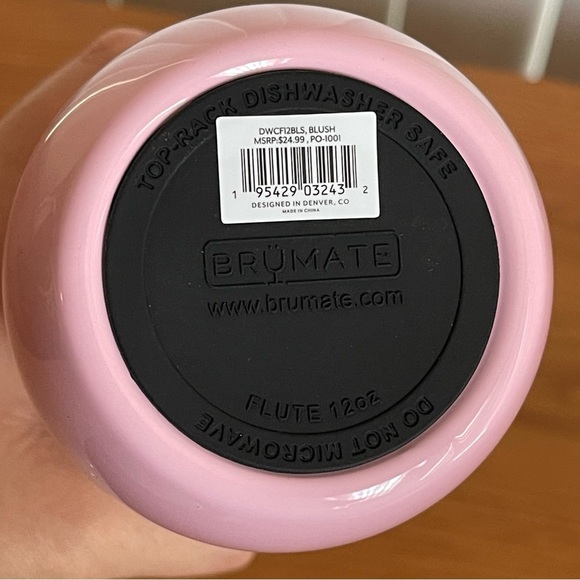 TOP-RACK DISHWASHER SAFE
DWCF12BLS, BLUSH
MSRP:$24.99 , PO-1001
1 95429 03243 2
DESIGNED IN DENVER, CO
MADE IN CHINA
BRÜMATE
www.brumate.com
FLUTE 12oz
DO NOT MICROWAVE